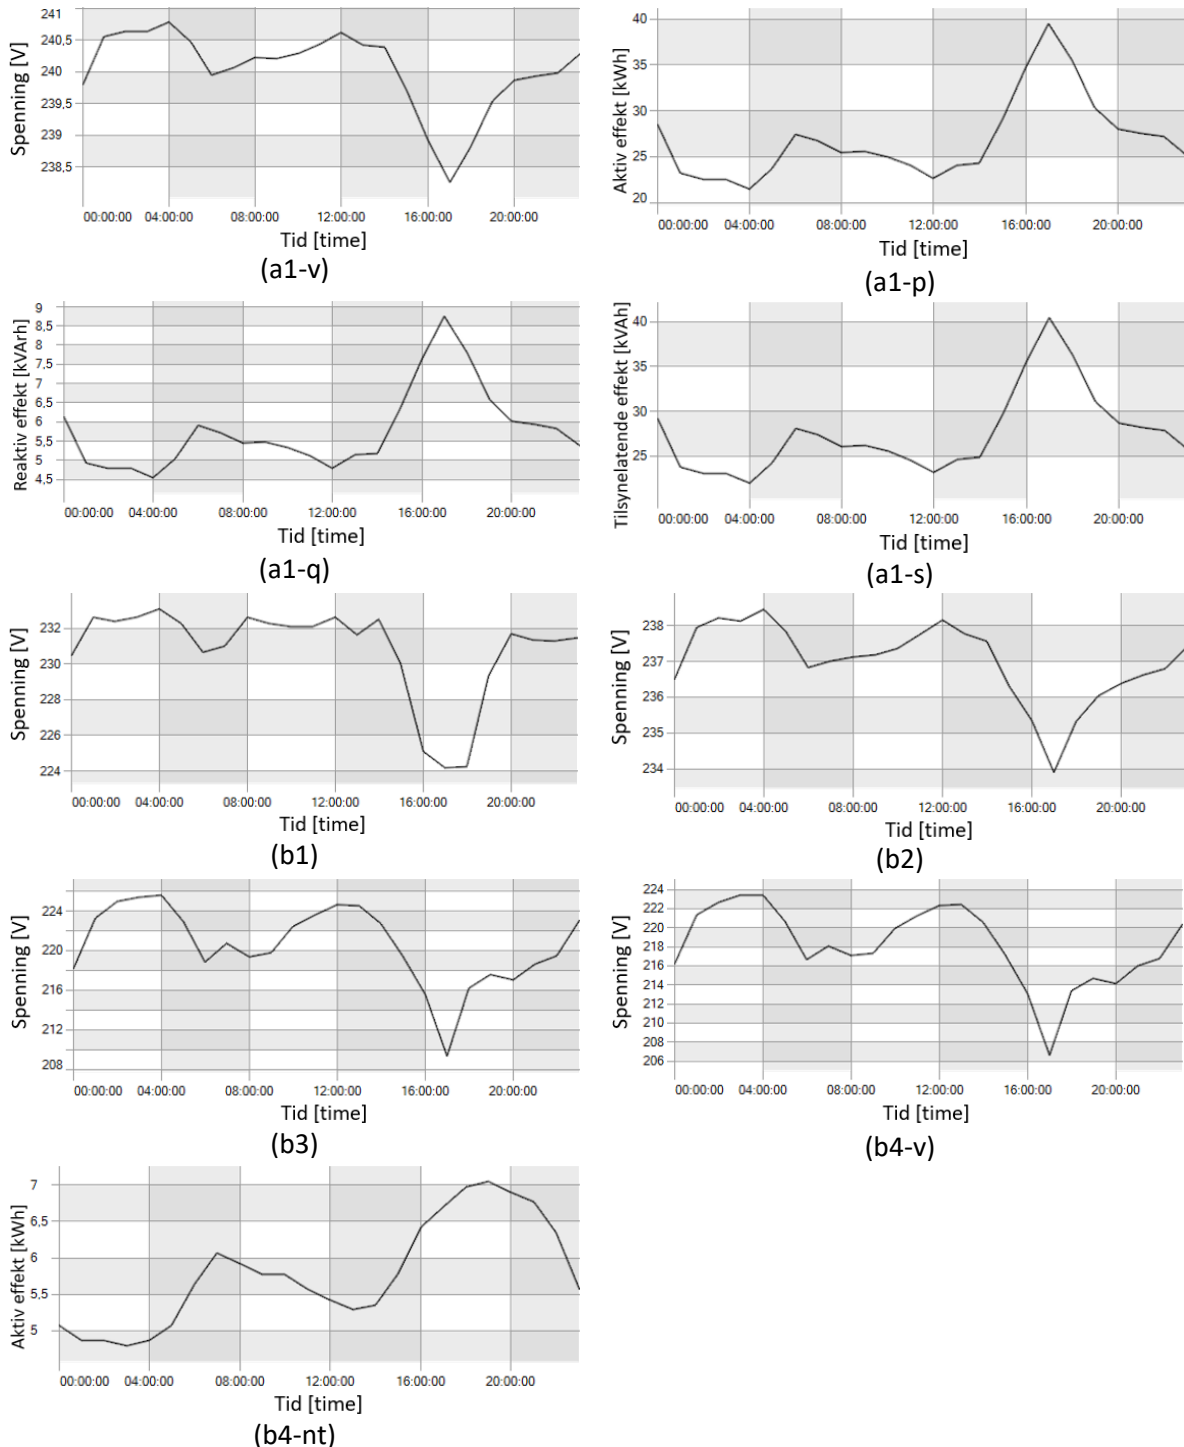 Spenning [V]
241
240,5
240
239,5
239
238,5
00:00:00 04:00:00 08:00:00 12:00:00 16:00:00 20:00:00
Tid [time]
(a1-v)
Aktiv effekt [kWh]
40
35
30
25
20
00:00:00 04:00:00 08:00:00 12:00:00 16:00:00 20:00:00
Tid [time]
(a1-p)
Reaktiv effekt [kVArh]
9
8,5
8
7,5
7
6,5
6
5,5
5
4,5
00:00:00 04:00:00 08:00:00 12:00:00 16:00:00 20:00:00
Tid [time]
(a1-q)
Tilsynelatende effekt [kVAh]
40
35
30
25
00:00:00 04:00:00 08:00:00 12:00:00 16:00:00 20:00:00
Tid [time]
(a1-s)
Spenning [V]
232
230
228
226
224
00:00:00 04:00:00 08:00:00 12:00:00 16:00:00 20:00:00
Tid [time]
(b1)
Spenning [V]
238
237
236
235
234
00:00:00 04:00:00 08:00:00 12:00:00 16:00:00 20:00:00
Tid [time]
(b2)
Spenning [V]
224
220
216
212
208
00:00:00 04:00:00 08:00:00 12:00:00 16:00:00 20:00:00
Tid [time]
(b3)
Spenning [V]
224
222
220
218
216
214
212
210
208
206
00:00:00 04:00:00 08:00:00 12:00:00 16:00:00 20:00:00
Tid [time]
(b4-v)
Aktiv effekt [kWh]
7
6,5
6
5,5
5
00:00:00 04:00:00 08:00:00 12:00:00 16:00:00 20:00:00
Tid [time]
(b4-nt)